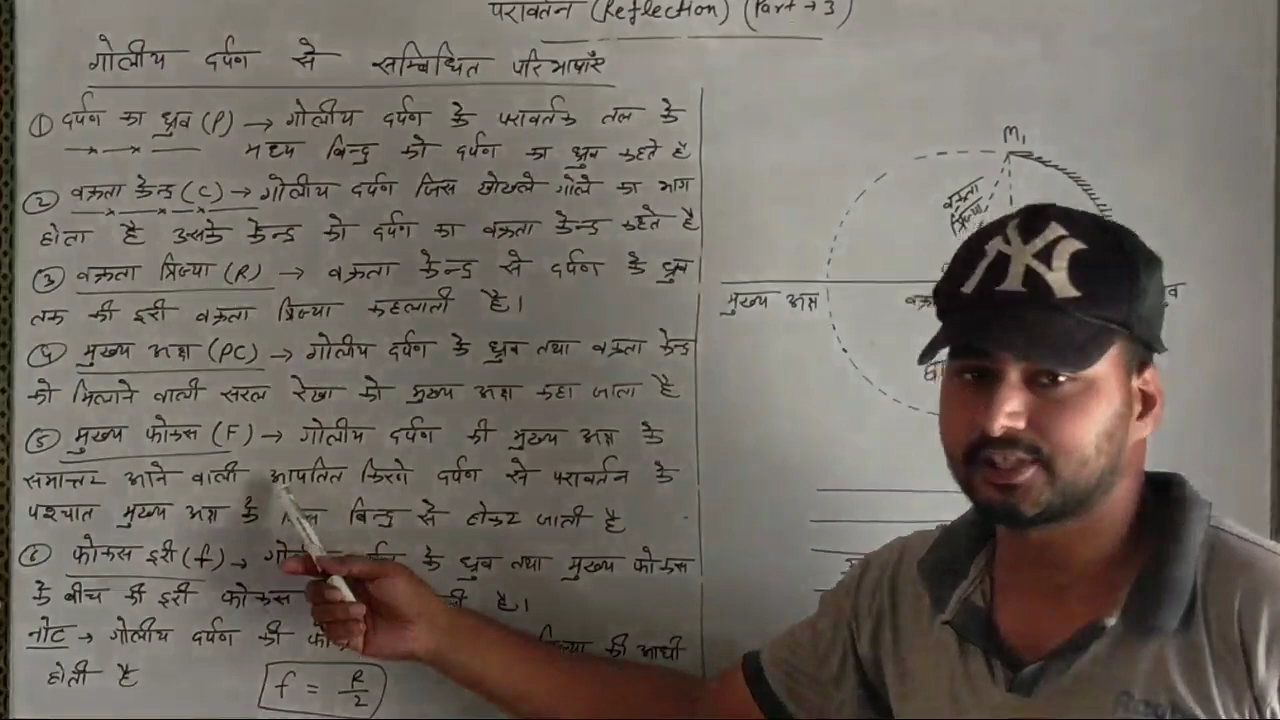 परावर्तन (Reflection) (Part → 3)
गोलीय दर्पण से सम्बिधित परिभाषाएँ
① दर्पण का ध्रुव (P) → गोलीय दर्पण के परावर्तक तल के
मध्य बिन्दु को दर्पण का ध्रुव कहते है
② वक्रता केन्द्र (C) → गोलीय दर्पण जिस खोखले गोले का भाग
होता है उसके केन्द्र को दर्पण का वक्रता केन्द्र कहते है
③ वक्रता त्रिज्या (R) → वक्रता केन्द्र से दर्पण के ध्रुव
तक की दूरी वक्रता त्रिज्या कहलाती है।
④ मुख्य अक्ष (PC) → गोलीय दर्पण के ध्रुव तथा वक्रता केन्द्र
को मिलाने वाली सरल रेखा को मुख्य अक्ष कहा जाता है
⑤ मुख्य फोकस (F) → गोलीय दर्पण की मुख्य अक्ष के
समान्तर आने वाली आपतित किरणे दर्पण से परावर्तन के
पश्चात मुख्य अक्ष के जिस बिन्दु से होकर जाती है
⑥ फोकस दूरी (f) → गोलीय दर्पण के ध्रुव तथा मुख्य फोकस
के बीच की दूरी फोकस है।
नोट → गोलीय दर्पण की की आधी
होती है
f = R/2
M₁
वक्रता
त्रिज्या
मुख्य अक्ष
NY